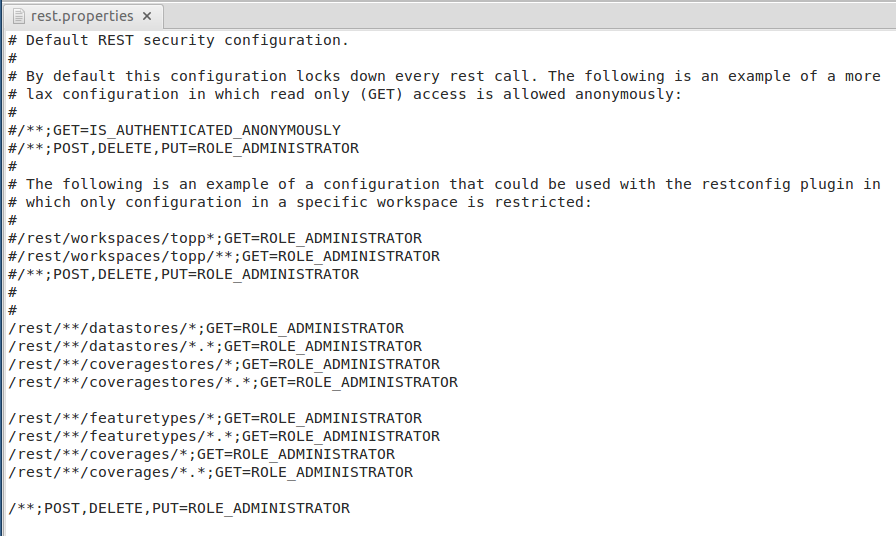 rest.properties ×
# Default REST security configuration.
#
# By default this configuration locks down every rest call. The following is an example of a more
# lax configuration in which read only (GET) access is allowed anonymously:
#
#/**;GET=IS_AUTHENTICATED_ANONYMOUSLY
#/**;POST,DELETE,PUT=ROLE_ADMINISTRATOR
#
# The following is an example of a configuration that could be used with the restconfig plugin in
# which only configuration in a specific workspace is restricted:
#
#/rest/workspaces/topp*;GET=ROLE_ADMINISTRATOR
#/rest/workspaces/topp/**;GET=ROLE_ADMINISTRATOR
#/**;POST,DELETE,PUT=ROLE_ADMINISTRATOR
#
#
/rest/**/datastores/*;GET=ROLE_ADMINISTRATOR
/rest/**/datastores/*.*;GET=ROLE_ADMINISTRATOR
/rest/**/coveragestores/*;GET=ROLE_ADMINISTRATOR
/rest/**/coveragestores/*.*;GET=ROLE_ADMINISTRATOR

/rest/**/featuretypes/*;GET=ROLE_ADMINISTRATOR
/rest/**/featuretypes/*.*;GET=ROLE_ADMINISTRATOR
/rest/**/coverages/*;GET=ROLE_ADMINISTRATOR
/rest/**/coverages/*.*;GET=ROLE_ADMINISTRATOR

/**;POST,DELETE,PUT=ROLE_ADMINISTRATOR